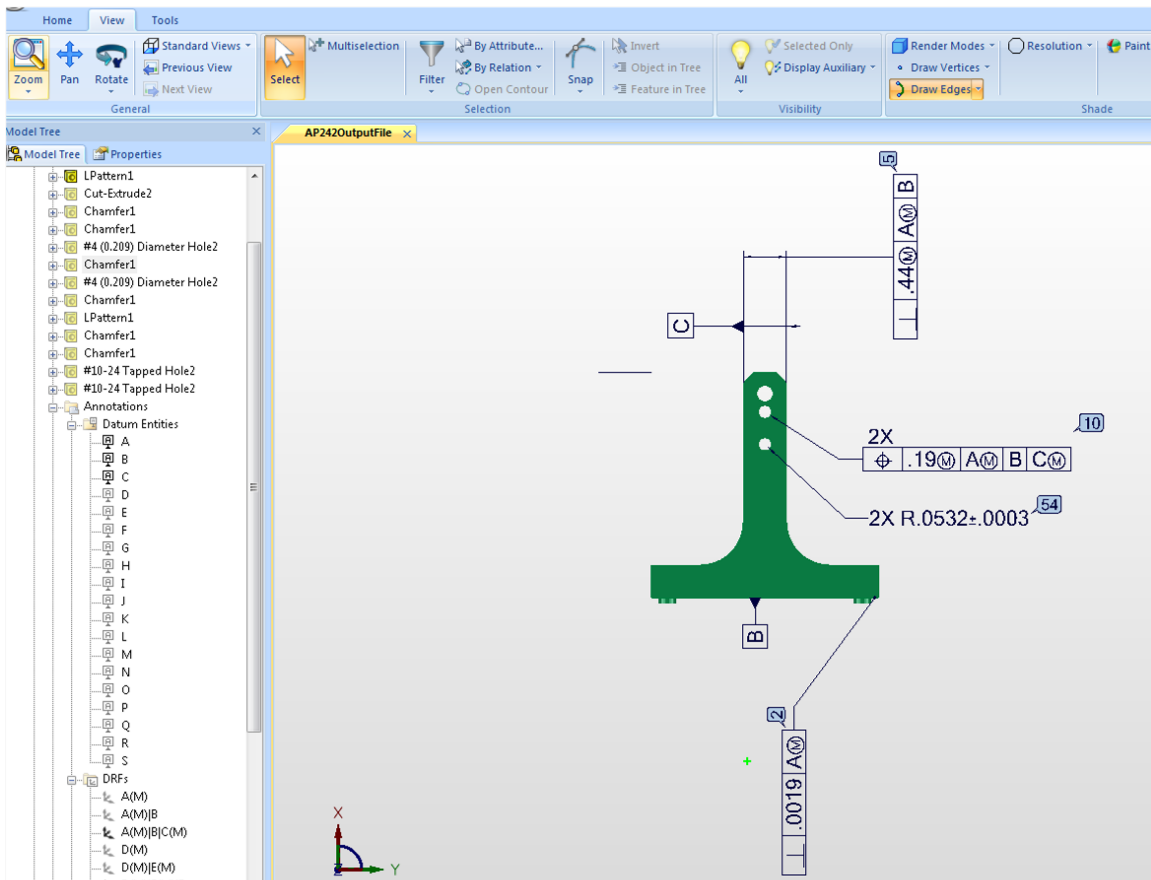 Home View Tools
Zoom
Pan
Rotate
Standard Views
Previous View
Next View
General
Select
Multiselection
Filter
By Attribute...
By Relation
Open Contour
Snap
Invert
Object in Tree
Feature in Tree
Selection
All
Selected Only
Display Auxiliary
Visibility
Render Modes
Draw Vertices
Draw Edges
Resolution
Paint
Shade
Model Tree
Model Tree Properties
LPattern1
Cut-Extrude2
Chamfer1
Chamfer1
#4 (0.209) Diameter Hole2
Chamfer1
#4 (0.209) Diameter Hole2
Chamfer1
LPattern1
Chamfer1
Chamfer1
#10-24 Tapped Hole2
#10-24 Tapped Hole2
Annotations
Datum Entities
A
B
C
D
E
F
G
H
I
J
K
L
M
N
O
P
Q
R
S
DRFs
A(M)
A(M)|B
A(M)|B|C(M)
D(M)
D(M)|E(M)
AP242OutputFile
5
⊥ .44Ⓜ AⓂ B
C
10
2X
⌖ .19Ⓜ AⓂ B CⓂ
54
2X R.0532±.0003
B
2
⊥ .0019 AⓂ
X
Y